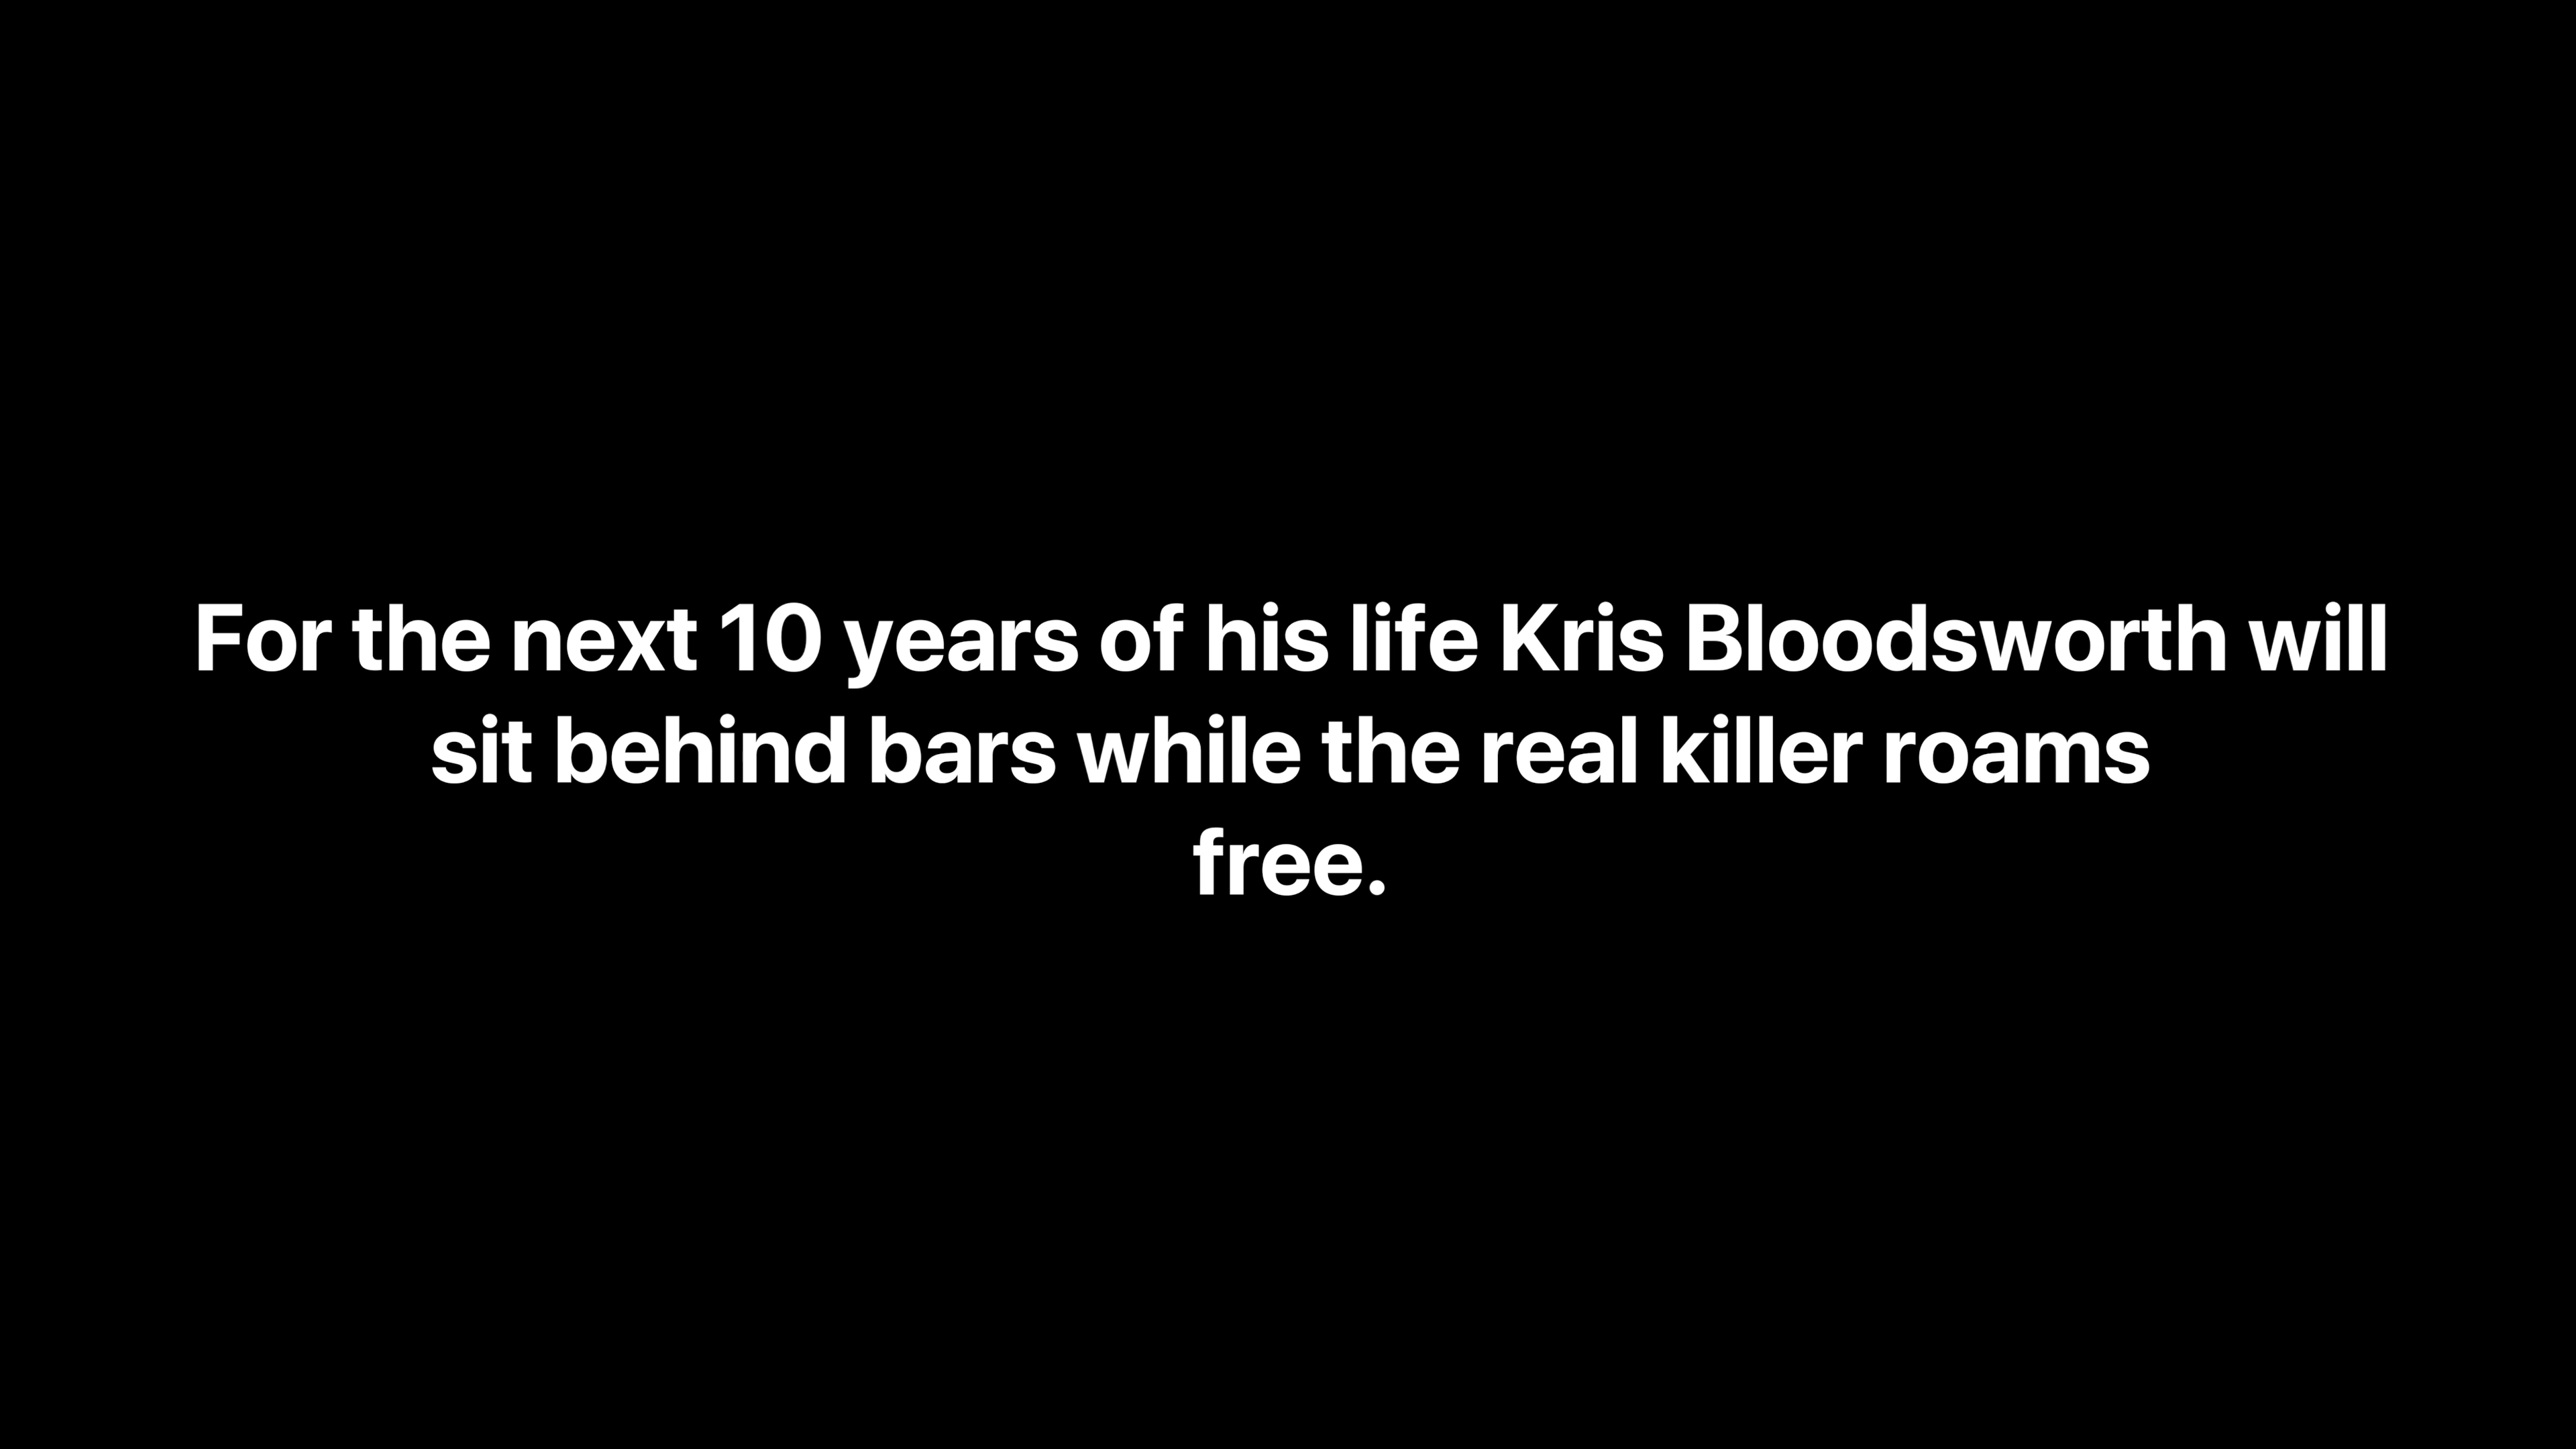 For the next 10 years of his life Kris Bloodsworth will
sit behind bars while the real killer roams
free.